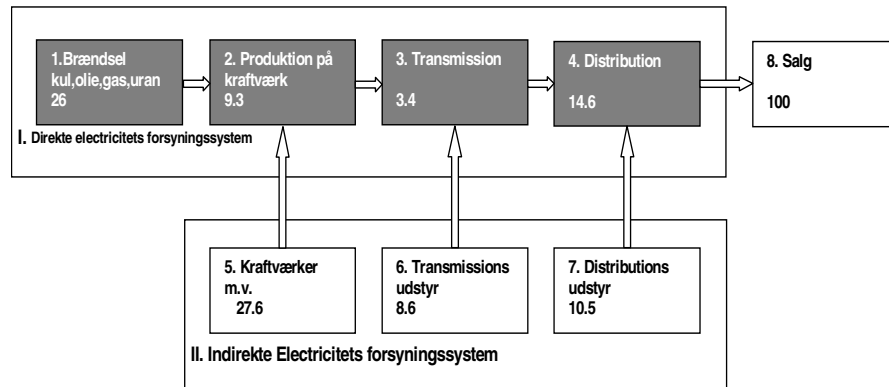 1.Brændsel
kul,olie,gas,uran
26
2. Produktion på
kraftværk
9.3
3. Transmission
3.4
4. Distribution
14.6
8. Salg
100
I. Direkte electricitets forsyningssystem
5. Kraftværker
m.v.
27.6
6. Transmissions
udstyr
8.6
7. Distributions
udstyr
10.5
II. Indirekte Electricitets forsyningssystem